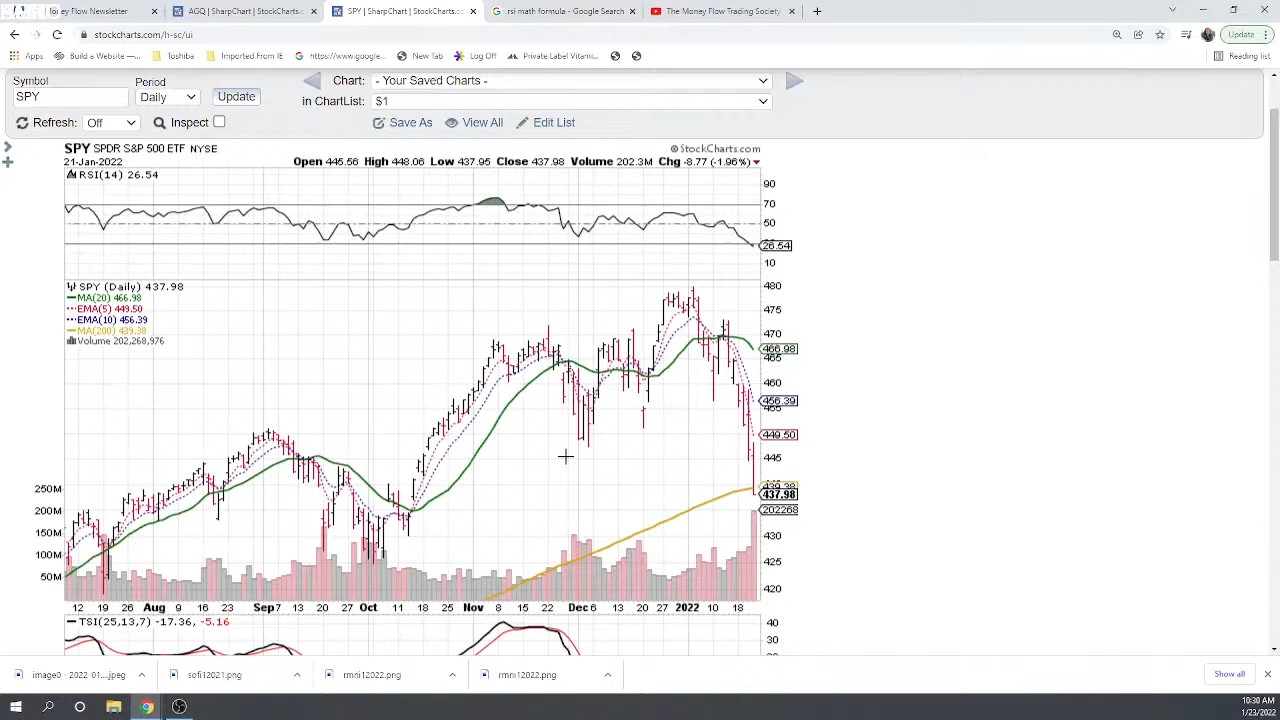 ey Flow Newsletter × AGQ | SharpChart | StockCharts.c × SPY | SharpChart | StockCharts.c × rsi math formula - Google Search × The Money Flow Trading Society × +
stockcharts.com/h-sc/ui Update
Apps Build a Website —... Toshiba Imported From IE https://www.google... New Tab Log Off Private Label Vitami... Reading list
Symbol Period Chart: - Your Saved Charts -
SPY Daily Update in ChartList: $1
Refresh: Off Inspect Save As View All Edit List
SPY SPDR S&P 500 ETF NYSE ©StockCharts.com
21-Jan-2022 Open 445.56 High 448.06 Low 437.95 Close 437.98 Volume 202.3M Chg -8.77 (-1.96%)
RSI(14) 26.54
90
70
50
26.54
10
SPY (Daily) 437.98
MA(20) 466.98
EMA(5) 449.50
EMA(10) 456.39
MA(200) 439.38
Volume 202,268,976
480
475
470
466.98
465
460
456.39
455
449.50
445
439.38
437.98
202268
430
425
420
250M
200M
150M
100M
50M
12 19 26 Aug 9 16 23 Sep 7 13 20 27 Oct 11 18 25 Nov 8 15 22 Dec 6 13 20 27 2022 10 18
TSI(25,13,7) -17.36, -5.16
40
30
image0 - 2022-01....jpeg sofi12021.png rmni12022.png rmni12022.png Show all ×
10:30 AM
1/23/2022